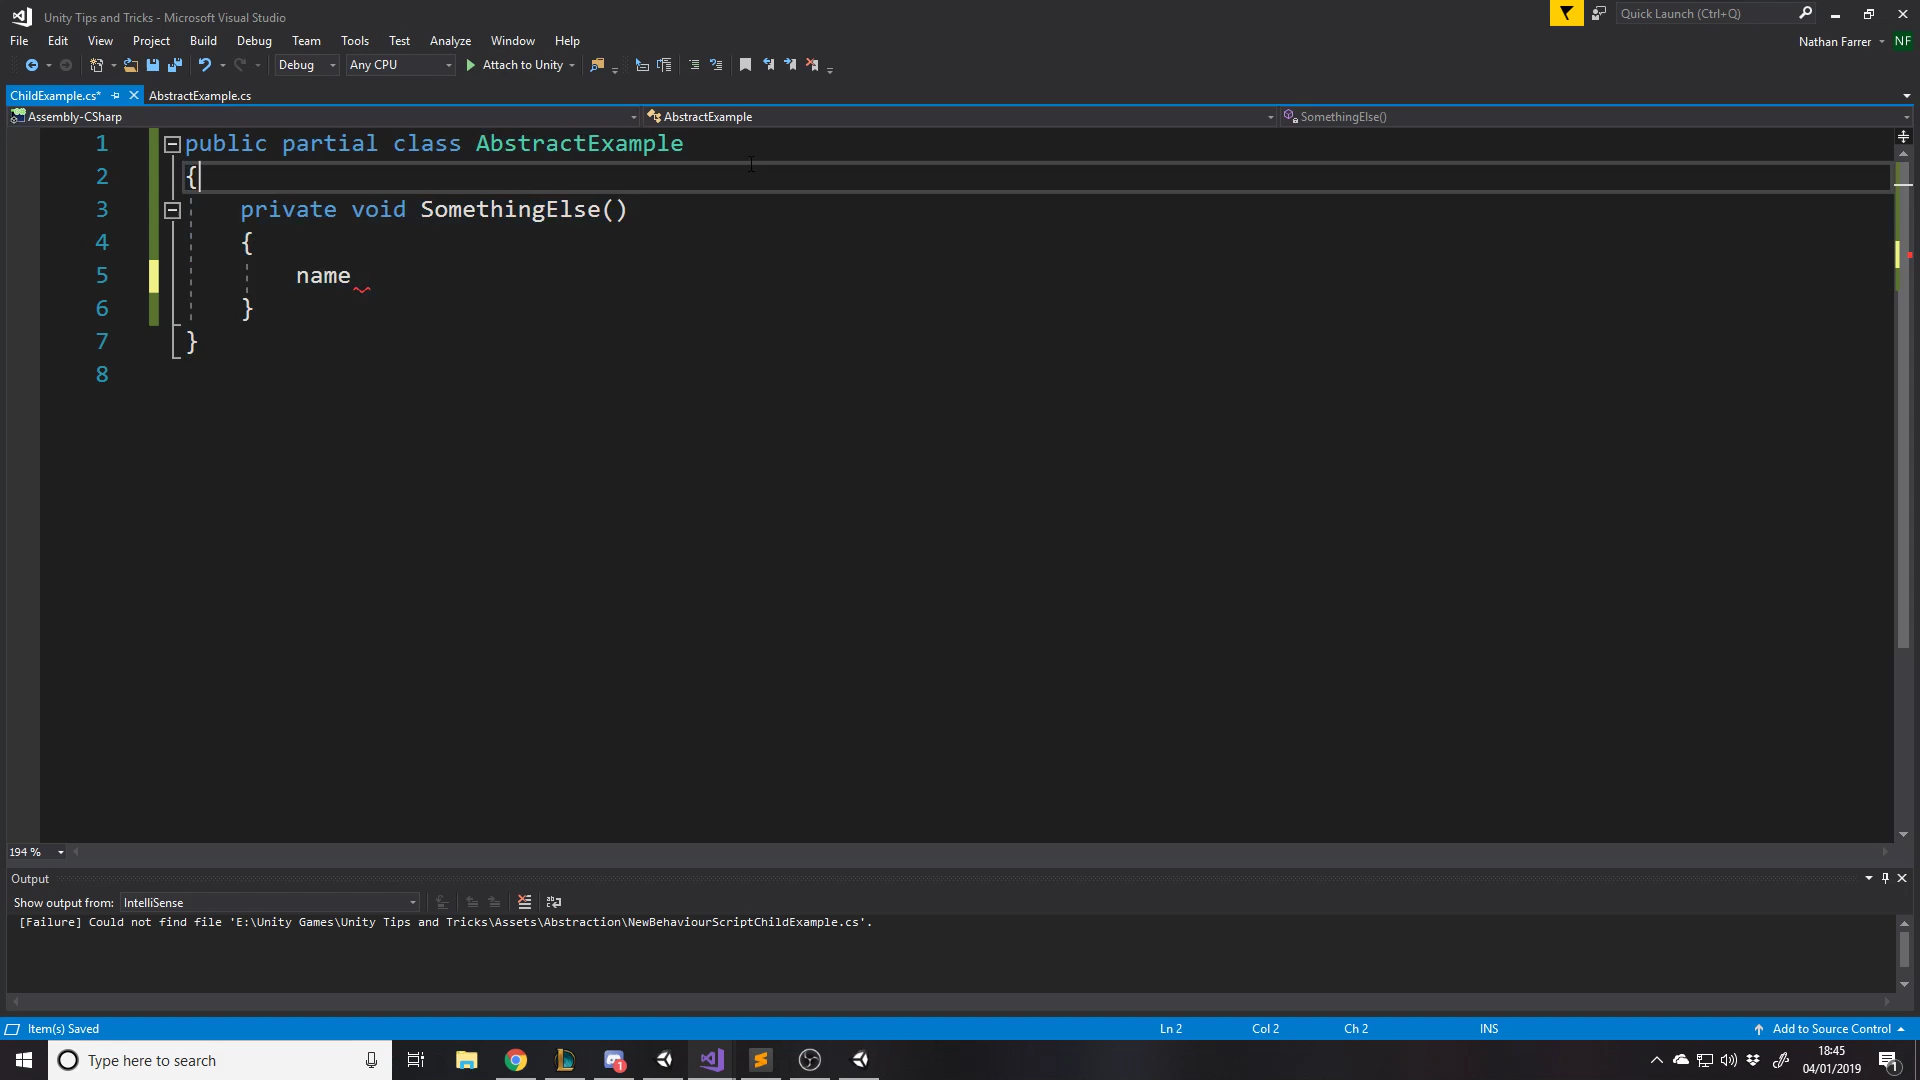 Unity Tips and Tricks - Microsoft Visual Studio
Quick Launch (Ctrl+Q)
File Edit View Project Build Debug Team Tools Test Analyze Window Help
Nathan Farrer NF
Debug Any CPU Attach to Unity
ChildExample.cs* AbstractExample.cs
Assembly-CSharp AbstractExample SomethingElse()
1 public partial class AbstractExample
2 {
3 private void SomethingElse()
4 {
5 name
6 }
7 }
8
194 %
Output
Show output from: IntelliSense
[Failure] Could not find file 'E:\Unity Games\Unity Tips and Tricks\Assets\Abstraction\NewBehaviourScriptChildExample.cs'.
Item(s) Saved Ln 2 Col 2 Ch 2 INS Add to Source Control
Type here to search
18:45
04/01/2019